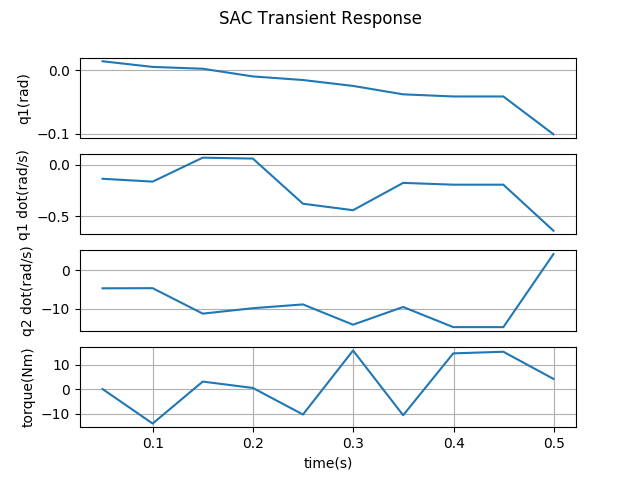 SAC Transient Response
q1(rad)
0.0
−0.1
q1 dot(rad/s)
0.0
−0.5
q2 dot(rad/s)
0
−10
torque(Nm)
10
0
−10
0.1 0.2 0.3 0.4 0.5
time(s)